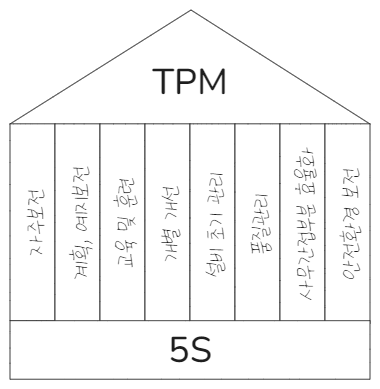 TPM
자주보전
계획, 예지보전
교육 및 훈련
개별 개선
설비 초기 관리
품질관리
사무간접부문 효율화
안전환경 보전
5S